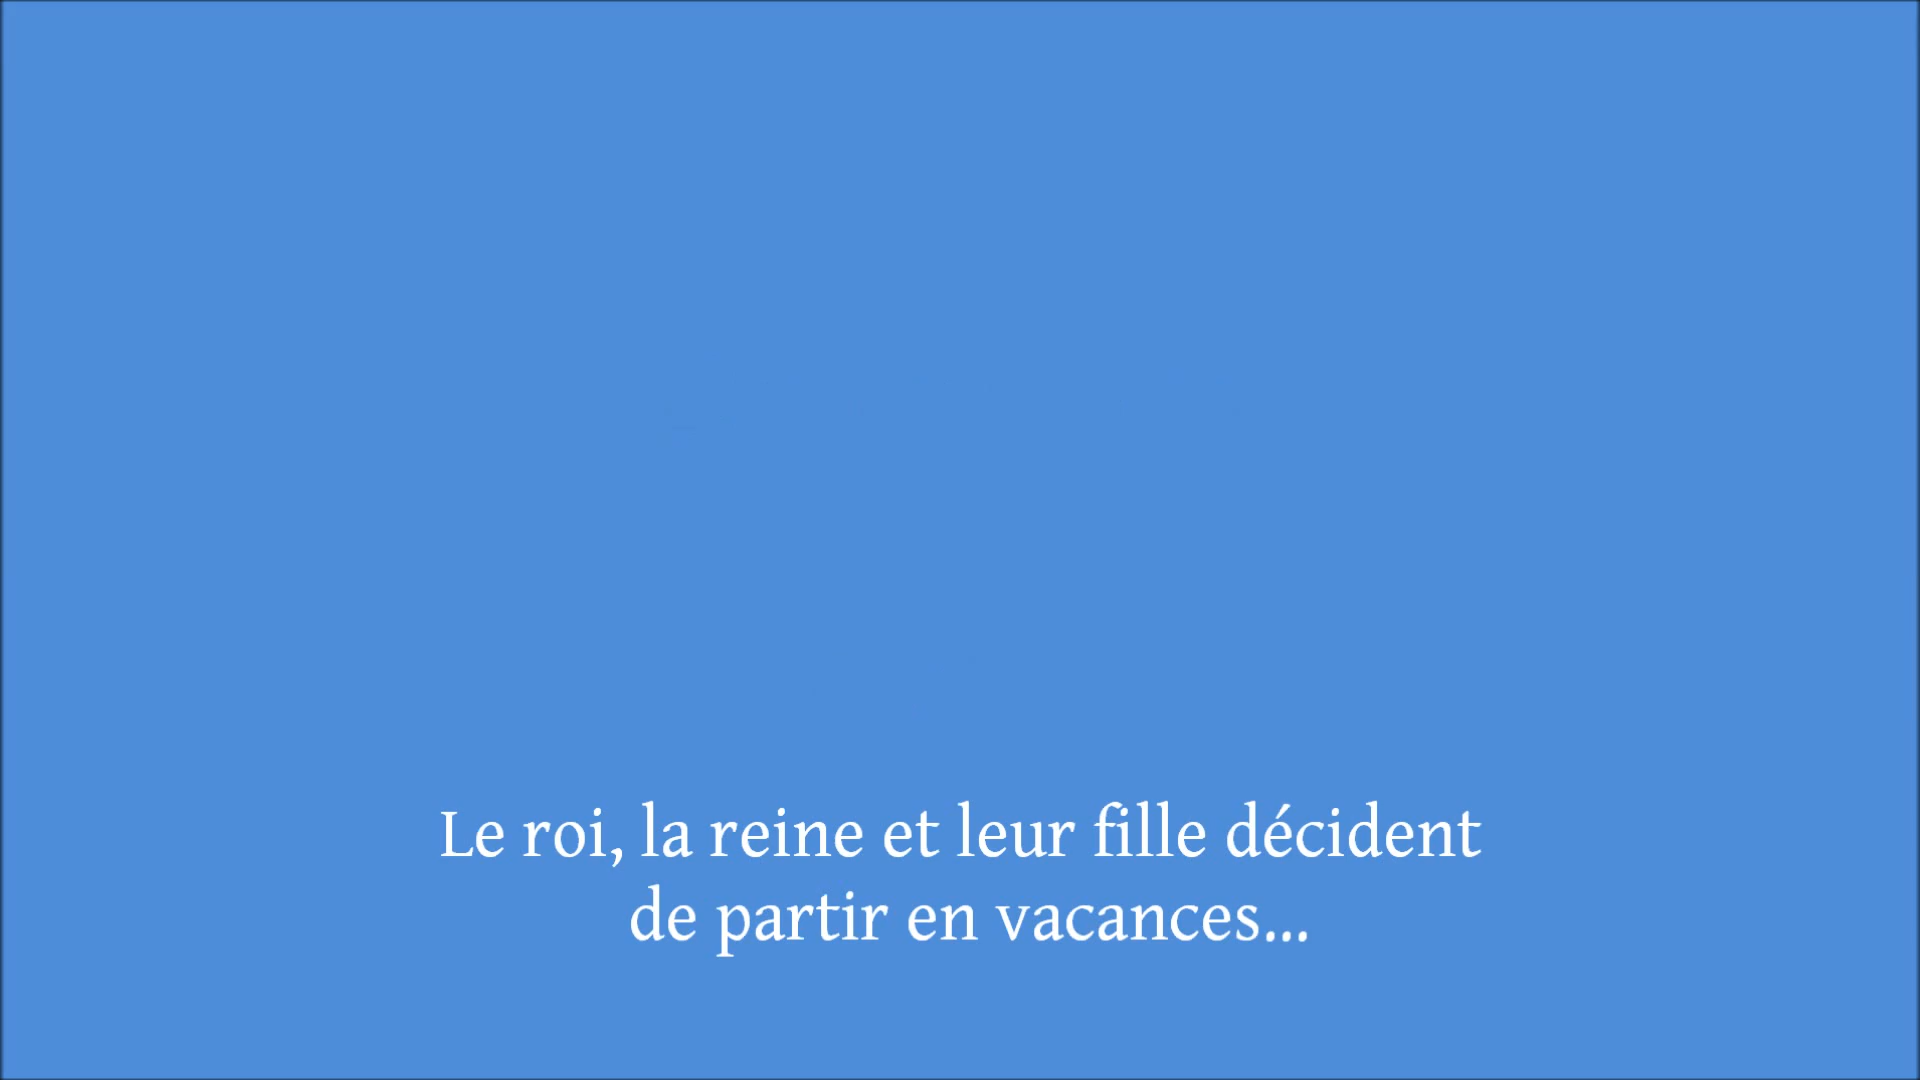 Le roi, la reine et leur fille décident
de partir en vacances...